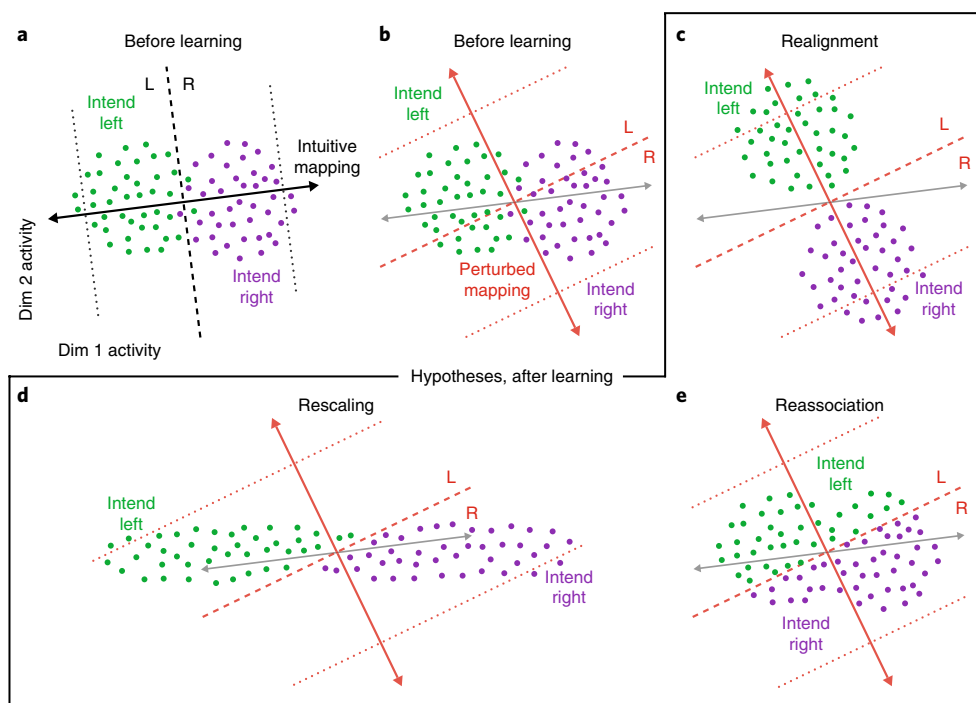 a
Before learning
L R
Intend
left
Intuitive
mapping
Intend
right
Dim 2 activity
Dim 1 activity
b
Before learning
Intend
left
L
R
Perturbed
mapping
Intend
right
c
Realignment
Intend
left
L
R
Intend
right
Hypotheses, after learning
d
Rescaling
Intend
left
L
R
Intend
right
e
Reassociation
Intend
left
L
R
Intend
right